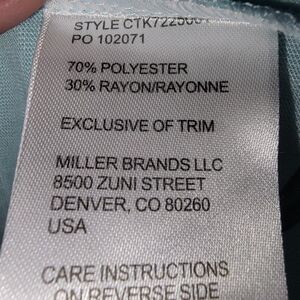 STYLE CTK722500
PO 102071
70% POLYESTER
30% RAYON/RAYONNE
EXCLUSIVE OF TRIM
MILLER BRANDS LLC
8500 ZUNI STREET
DENVER, CO 80260
USA
CARE INSTRUCTIONS
ON REVERSE SIDE